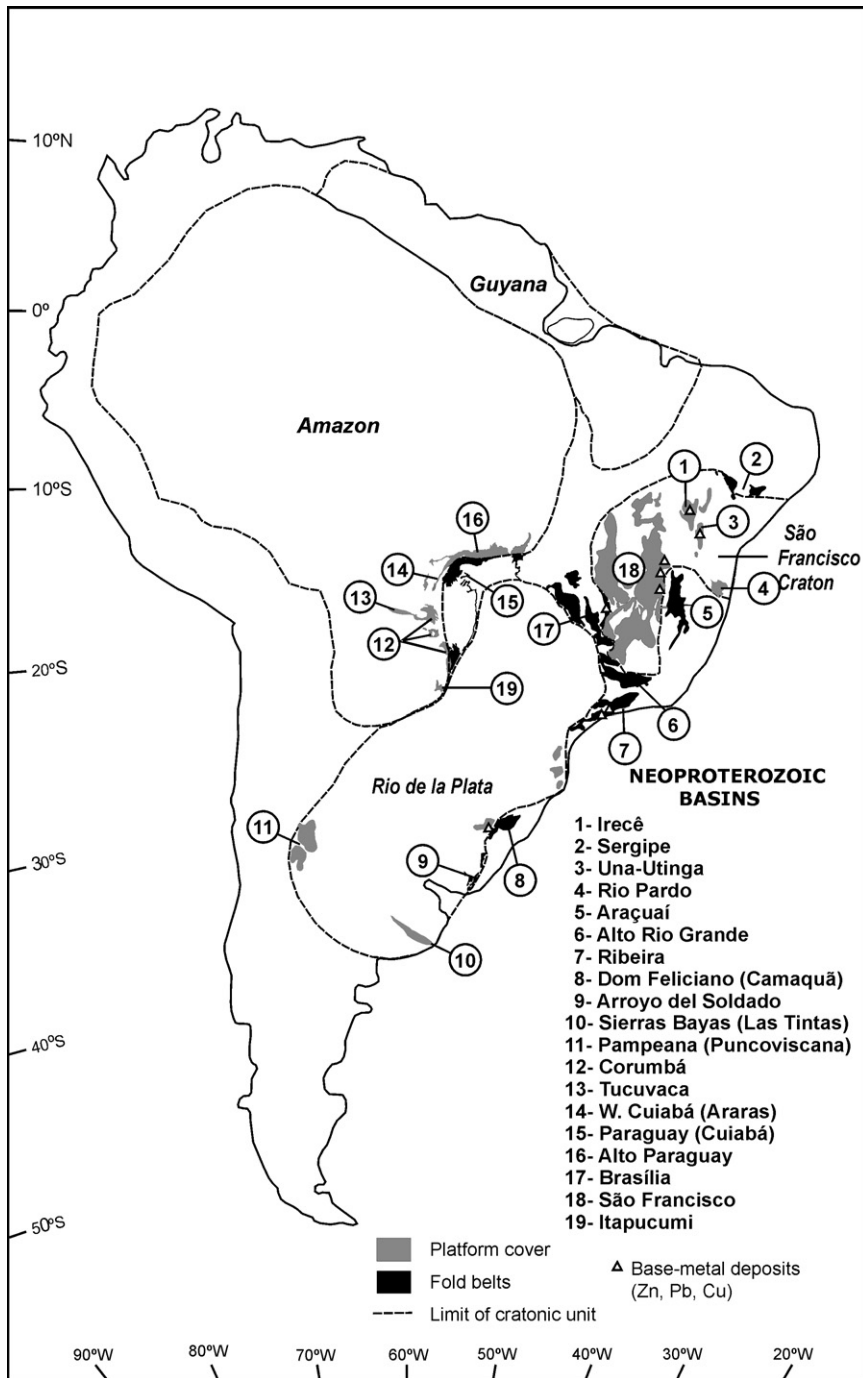 10ºN
Guyana
0º
Amazon
1
2
10ºS
3
16
São
Francisco
Craton
14
18
4
13
15
5
12
17
20ºS
19
6
7
Rio de la Plata
NEOPROTEROZOIC
BASINS
11
1- Irecê
2- Sergipe
9
3- Una-Utinga
30ºS
8
4- Rio Pardo
5- Araçuaí
6- Alto Rio Grande
10
7- Ribeira
8- Dom Feliciano (Camaquã)
9- Arroyo del Soldado
10- Sierras Bayas (Las Tintas)
40ºS
11- Pampeana (Puncoviscana)
12- Corumbá
13- Tucuvaca
14- W. Cuiabá (Araras)
15- Paraguay (Cuiabá)
16- Alto Paraguay
17- Brasília
18- São Francisco
19- Itapucumi
50ºS
Platform cover
Fold belts
Limit of cratonic unit
Base-metal deposits
(Zn, Pb, Cu)
90ºW 80ºW 70ºW 60ºW 50ºW 40ºW 30ºW 20ºW